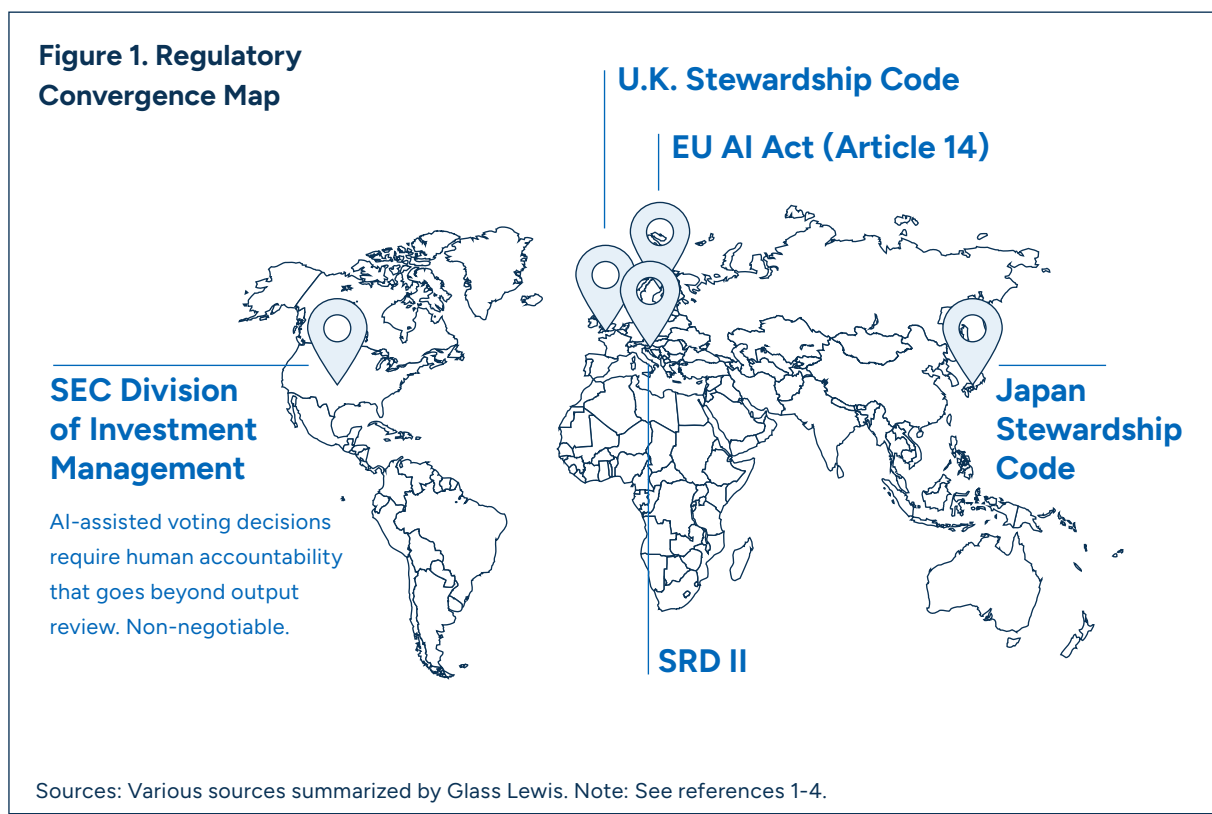 Figure 1. Regulatory
Convergence Map
U.K. Stewardship Code
EU AI Act (Article 14)
SEC Division
of Investment
Management
AI-assisted voting decisions
require human accountability
that goes beyond output
review. Non-negotiable.
Japan
Stewardship
Code
SRD II
Sources: Various sources summarized by Glass Lewis. Note: See references 1-4.